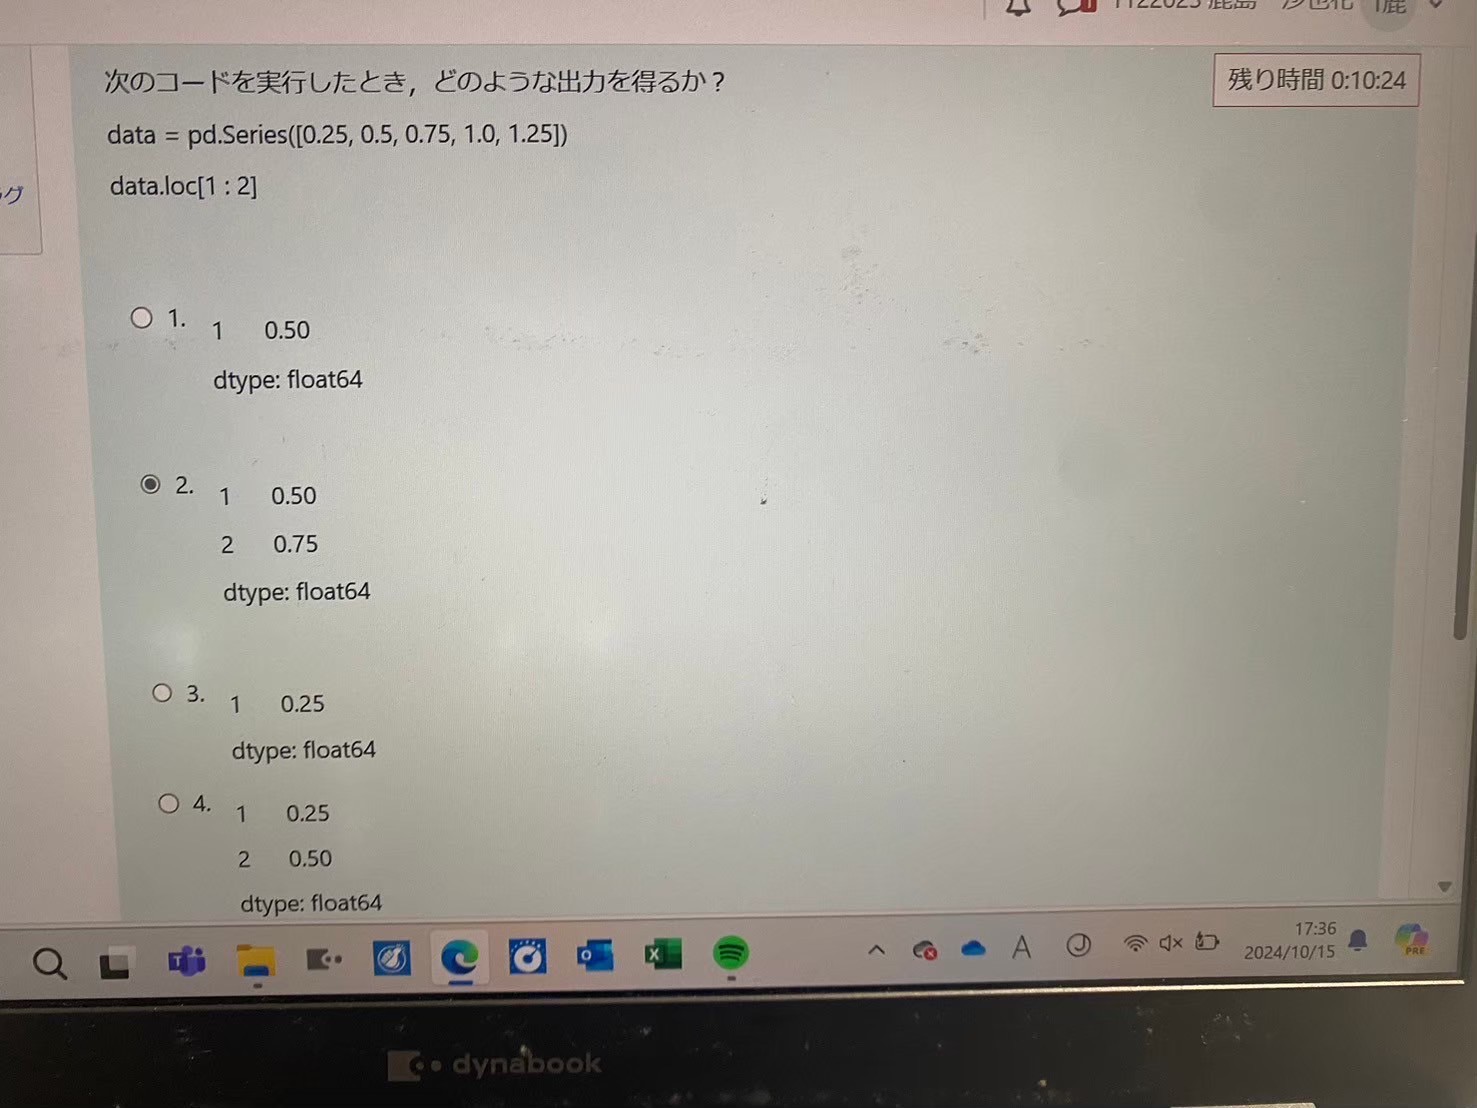 残り時間 0:10:24
次のコードを実行したとき，どのような出力を得るか？
data = pd.Series([0.25, 0.5, 0.75, 1.0, 1.25])
data.loc[1 : 2]
グ
1.
1 0.50
dtype: float64
2.
1 0.50
2 0.75
dtype: float64
3.
1 0.25
dtype: float64
4.
1 0.25
2 0.50
dtype: float64
A
17:36
2024/10/15
PRE
dynabook